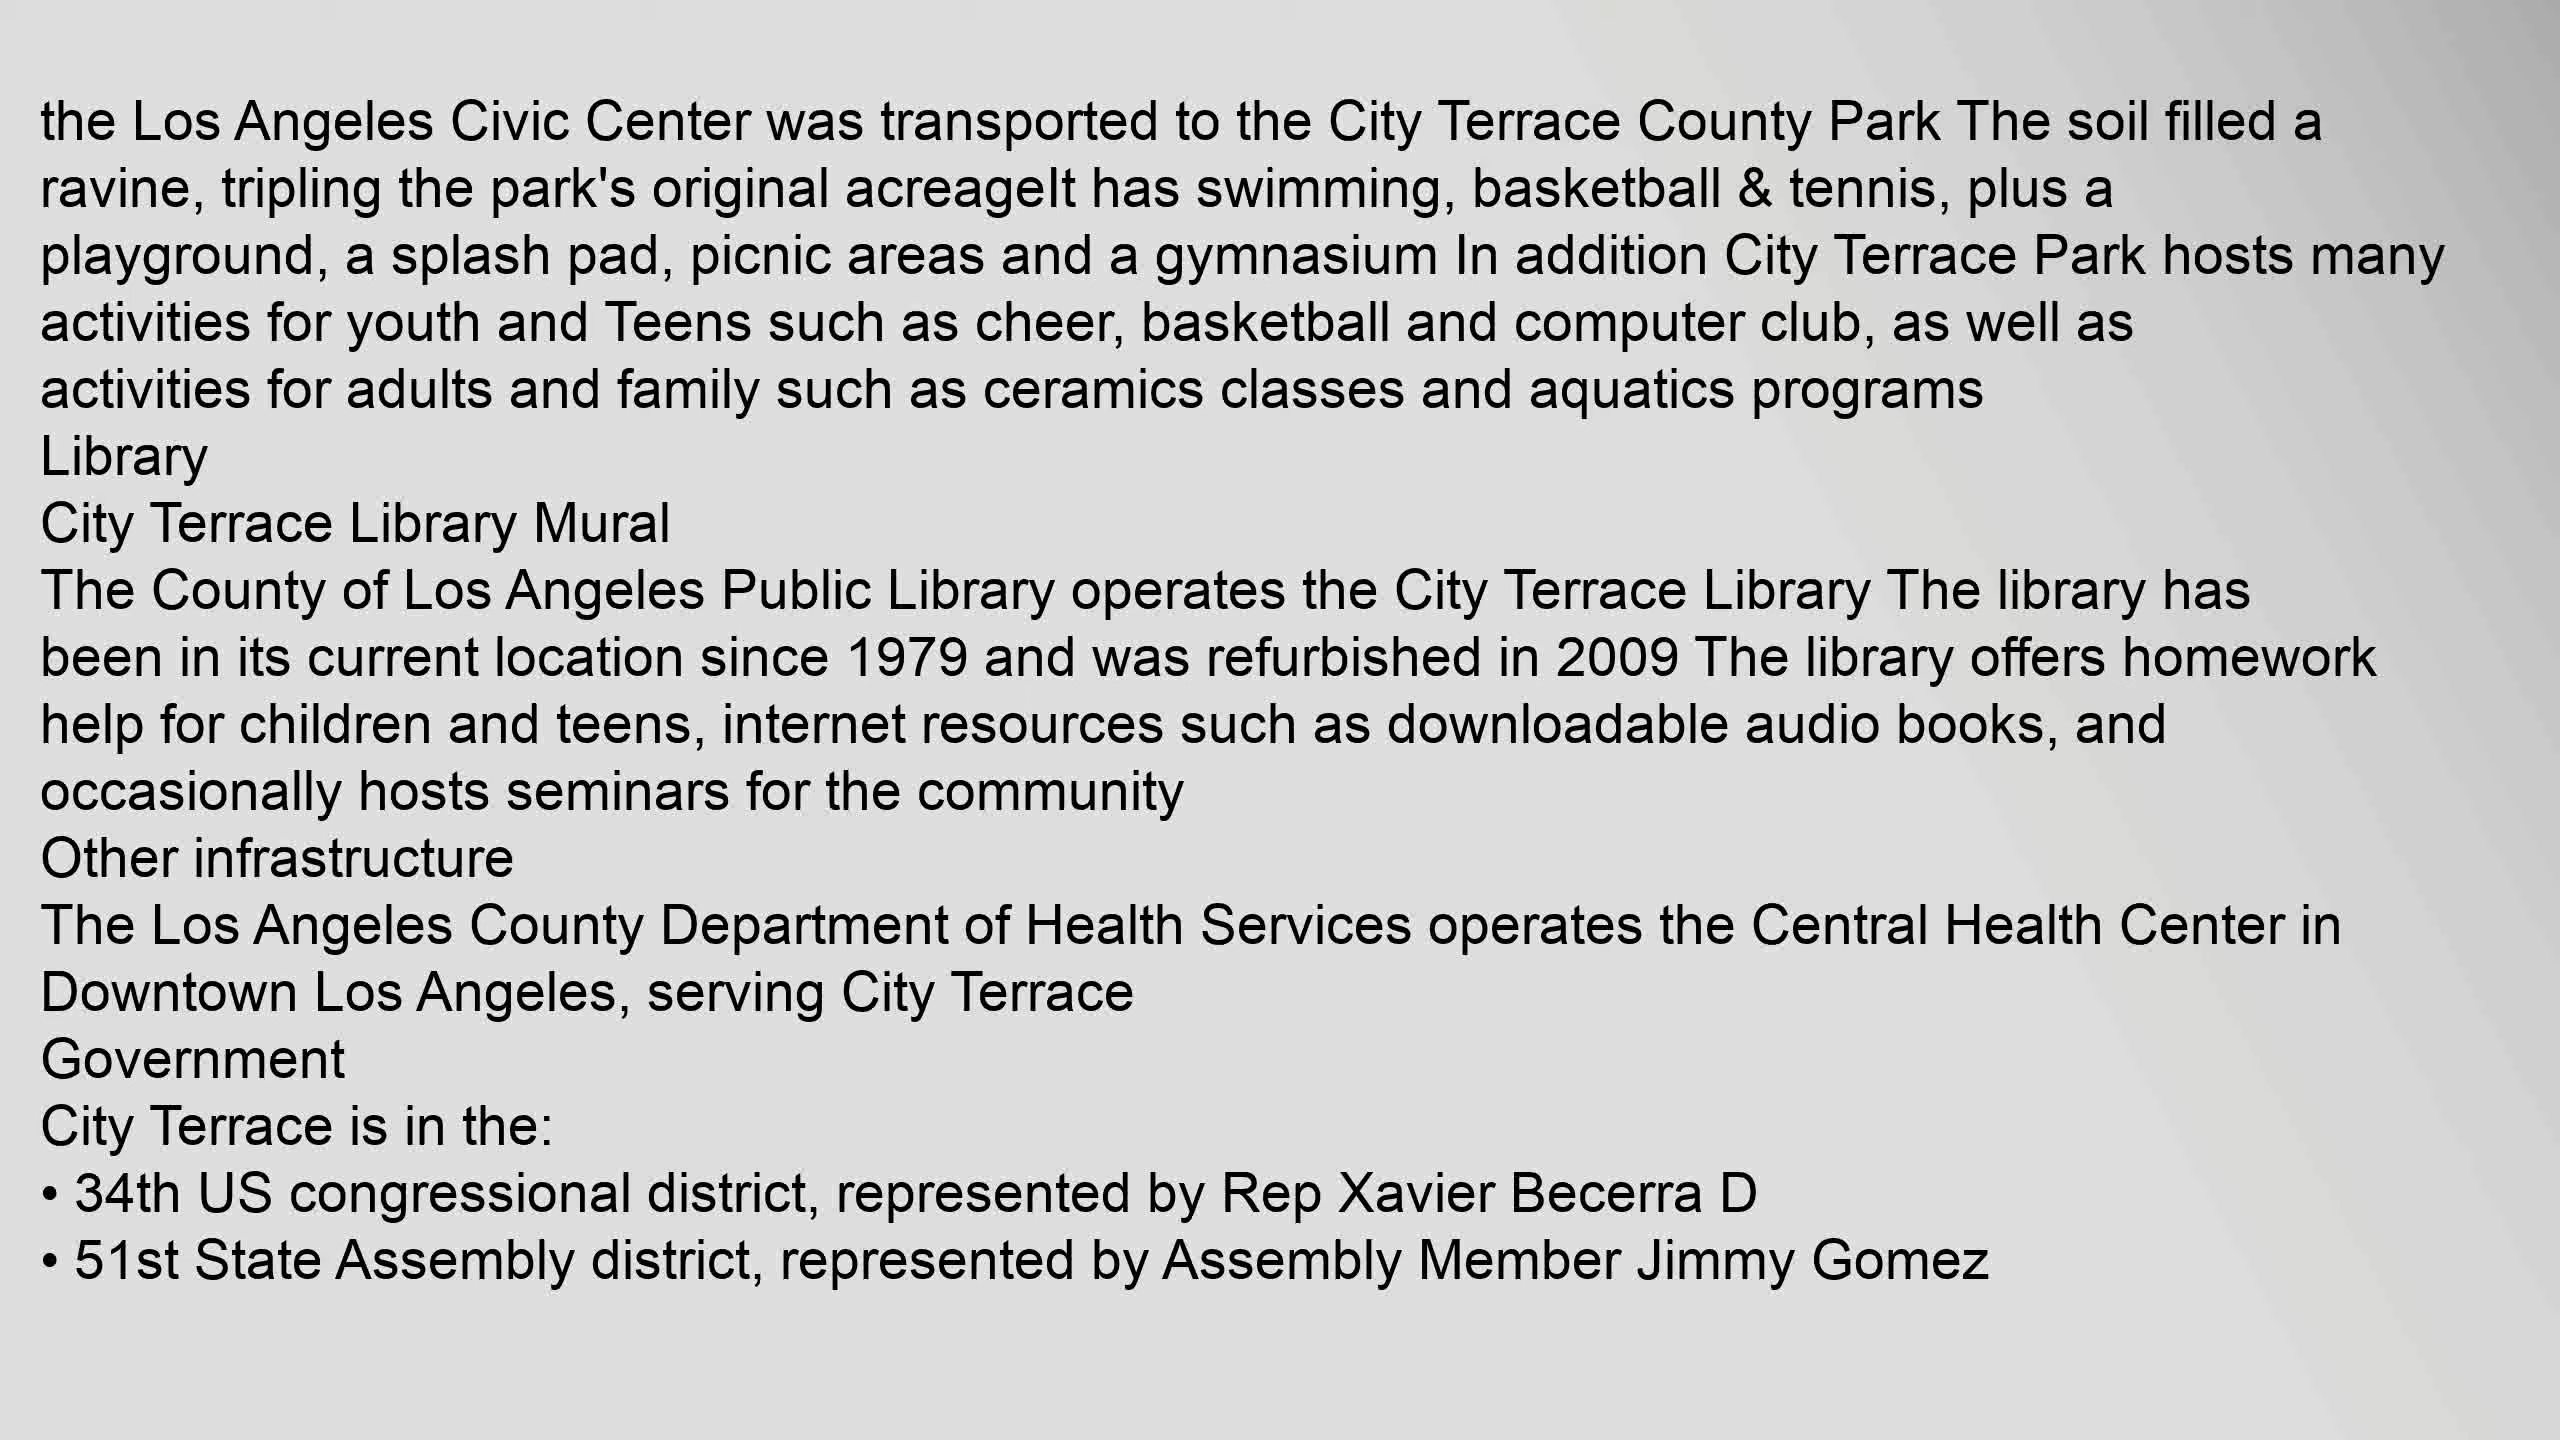 the Los Angeles Civic Center was transported to the City Terrace County Park The soil filled a
ravine, tripling the park's original acreageIt has swimming, basketball & tennis, plus a
playground, a splash pad, picnic areas and a gymnasium In addition City Terrace Park hosts many
activities for youth and Teens such as cheer, basketball and computer club, as well as
activities for adults and family such as ceramics classes and aquatics programs
Library
City Terrace Library Mural
The County of Los Angeles Public Library operates the City Terrace Library The library has
been in its current location since 1979 and was refurbished in 2009 The library offers homework
help for children and teens, internet resources such as downloadable audio books, and
occasionally hosts seminars for the community
Other infrastructure
The Los Angeles County Department of Health Services operates the Central Health Center in
Downtown Los Angeles, serving City Terrace
Government
City Terrace is in the:
• 34th US congressional district, represented by Rep Xavier Becerra D
• 51st State Assembly district, represented by Assembly Member Jimmy Gomez